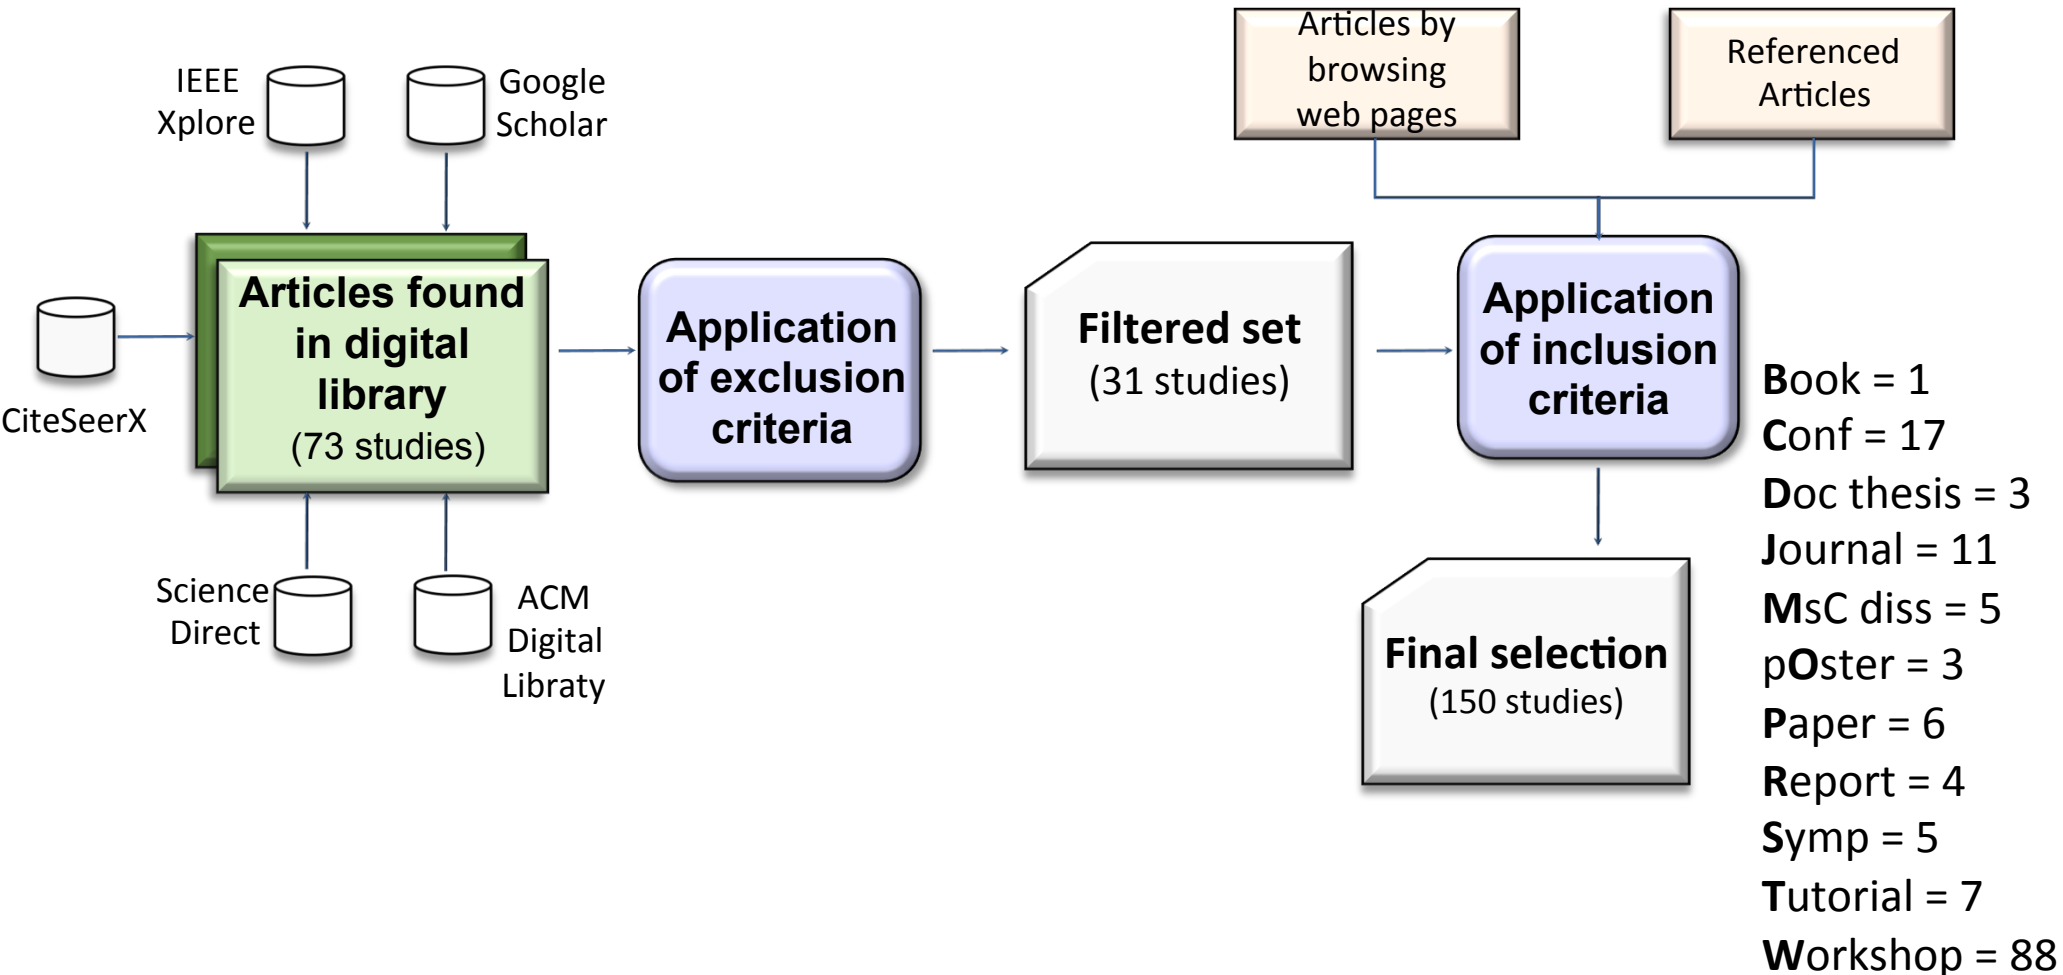 IEEE
Xplore
Google
Scholar
Articles by
browsing
web pages
Referenced
Articles
CiteSeerX
Articles found
in digital
library
(73 studies)
Application
of exclusion
criteria
Filtered set
(31 studies)
Application
of inclusion
criteria
Science
Direct
ACM
Digital
Libraty
Final selection
(150 studies)
Book = 1
Conf = 17
Doc thesis = 3
Journal = 11
MsC diss = 5
pOster = 3
Paper = 6
Report = 4
Symp = 5
Tutorial = 7
Workshop = 88